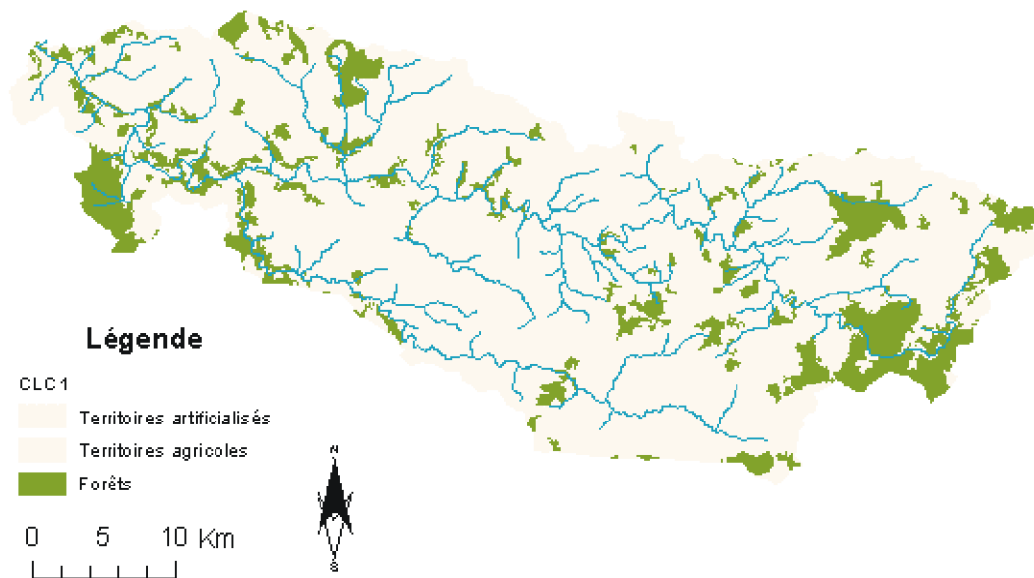 Légende
CLC1
Territoires artificialisés
Territoires agricoles
Forêts
0 5 10 Km
N
S